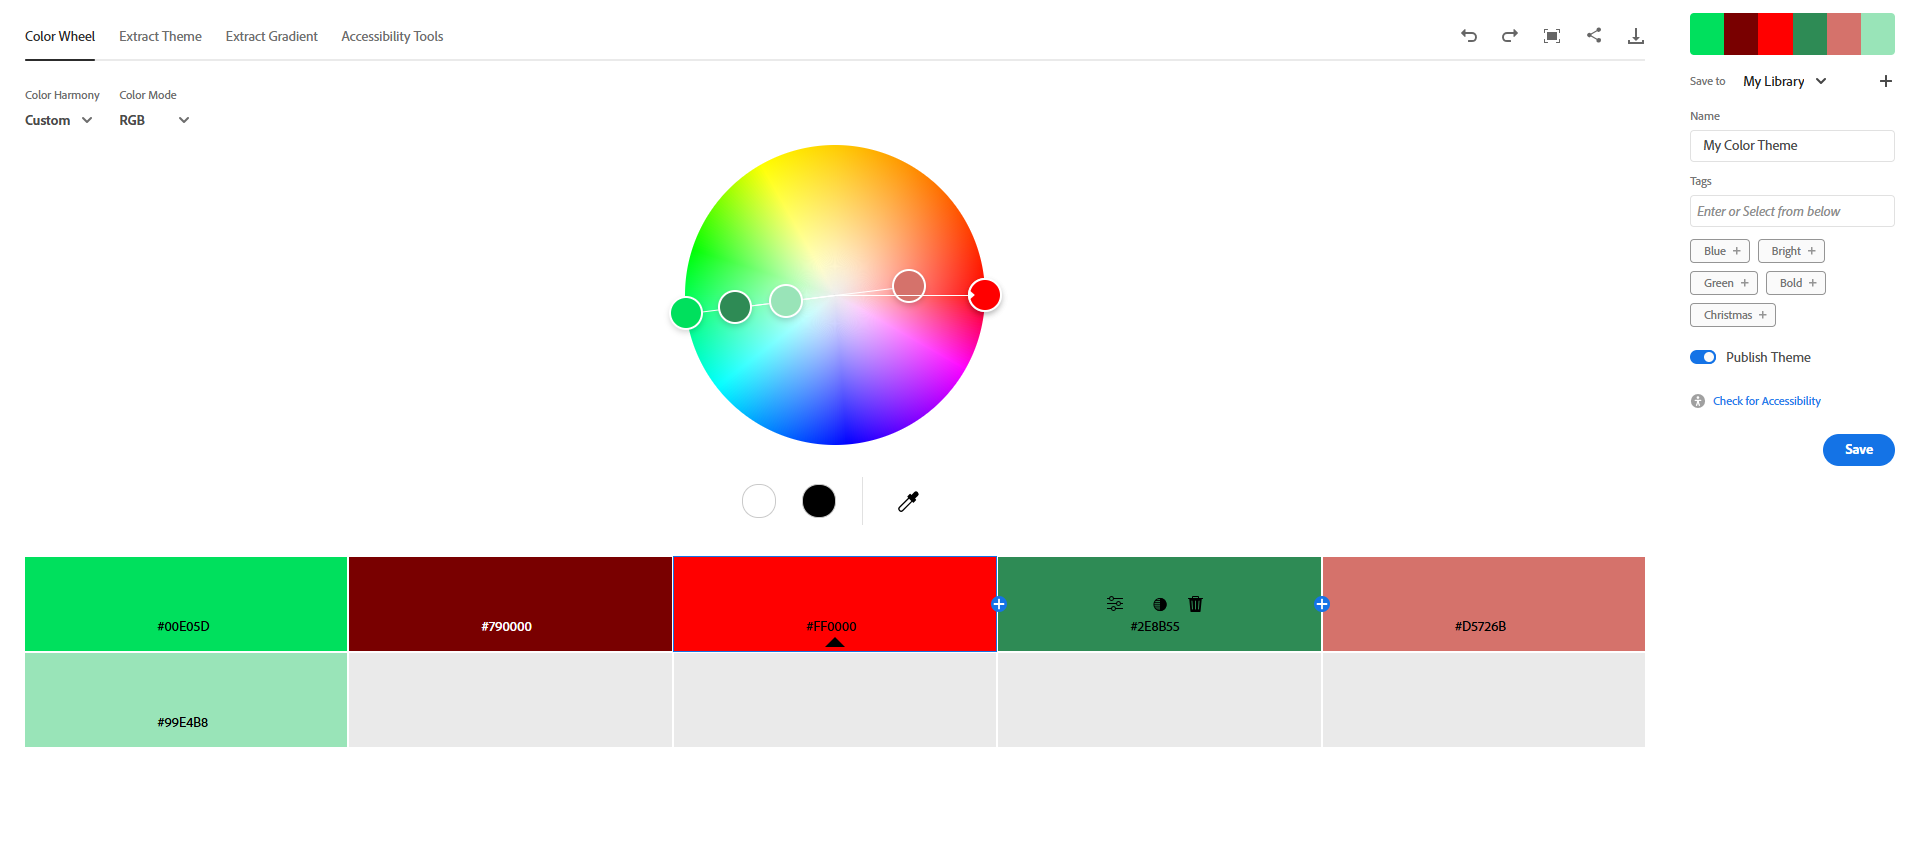 Color Wheel
Extract Theme
Extract Gradient
Accessibility Tools
Color Harmony
Color Mode
Custom
RGB
#00E05D
#790000
#FF0000
#2E8B55
#D5726B
#99E4B8
Save to
My Library
Name
My Color Theme
Tags
Enter or Select from below
Blue +
Bright +
Green +
Bold +
Christmas +
Publish Theme
Check for Accessibility
Save